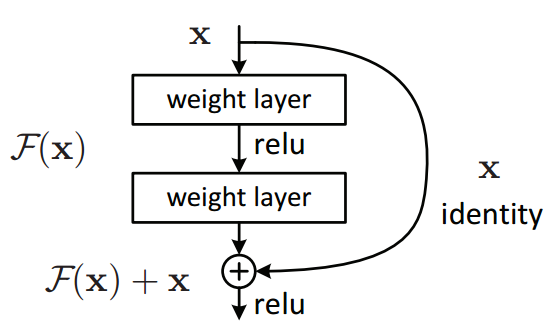 x
weight layer
relu
F(x)
weight layer
x
identity
F(x) + x
+
relu